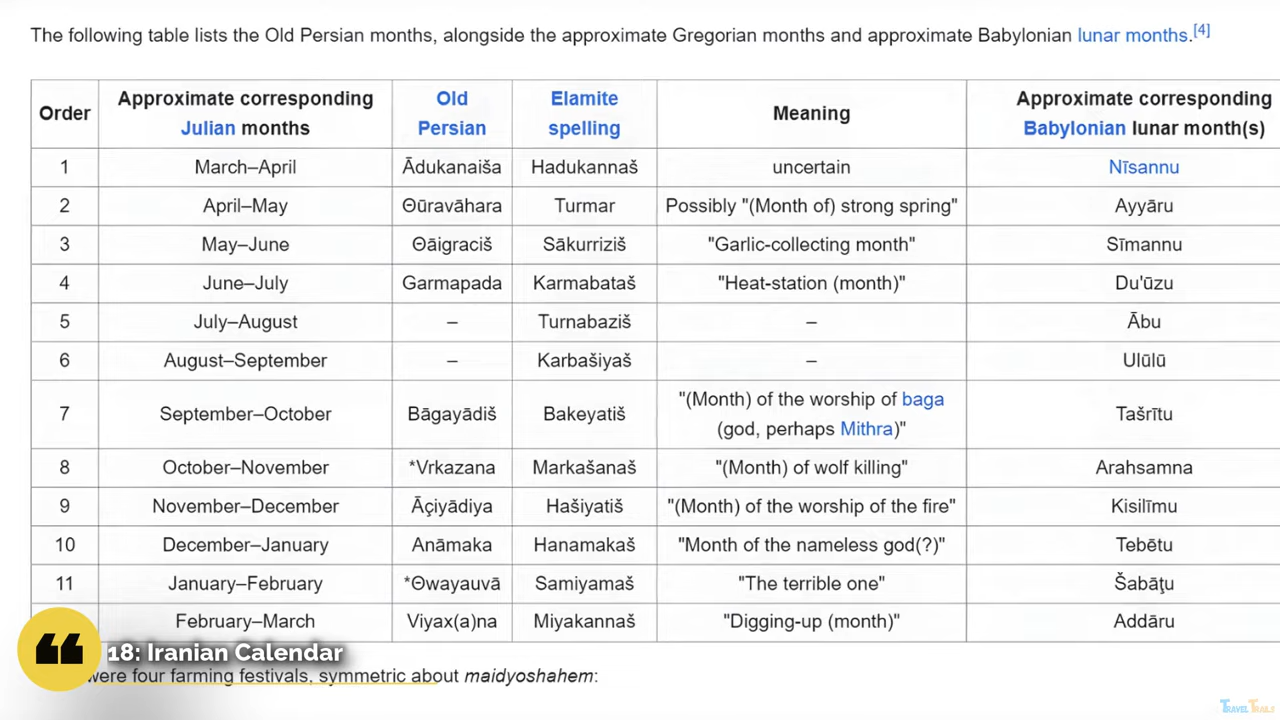 The following table lists the Old Persian months, alongside the approximate Gregorian months and approximate Babylonian lunar months.[4]
Order Approximate corresponding Julian months Old Persian Elamite spelling Meaning Approximate corresponding Babylonian lunar month(s)
1 March–April Ādukanaiša Hadukannaš uncertain Nīsannu
2 April–May Θūravāhara Turmar Possibly "(Month of) strong spring" Ayyāru
3 May–June Θāigraciš Sākurriziš "Garlic-collecting month" Sīmannu
4 June–July Garmapada Karmabataš "Heat-station (month)" Du'ūzu
5 July–August – Turnabaziš – Ābu
6 August–September – Karbašiyaš – Ulūlū
7 September–October Bāgayādiš Bakeyatiš "(Month) of the worship of baga (god, perhaps Mithra)" Tašrītu
8 October–November *Vrkazana Markašanaš "(Month) of wolf killing" Arahsamna
9 November–December Āçiyādiya Hašiyatiš "(Month) of the worship of the fire" Kisilīmu
10 December–January Anāmaka Hanamakaš "Month of the nameless god(?)" Tebētu
11 January–February *Θwayauvā Samiyamaš "The terrible one" Šabāţu
February–March Viyax(a)na Miyakannaš "Digging-up (month)" Addāru
18: Iranian Calendar
were four farming festivals, symmetric about maidyoshahem:
TRAVEL TRAILS